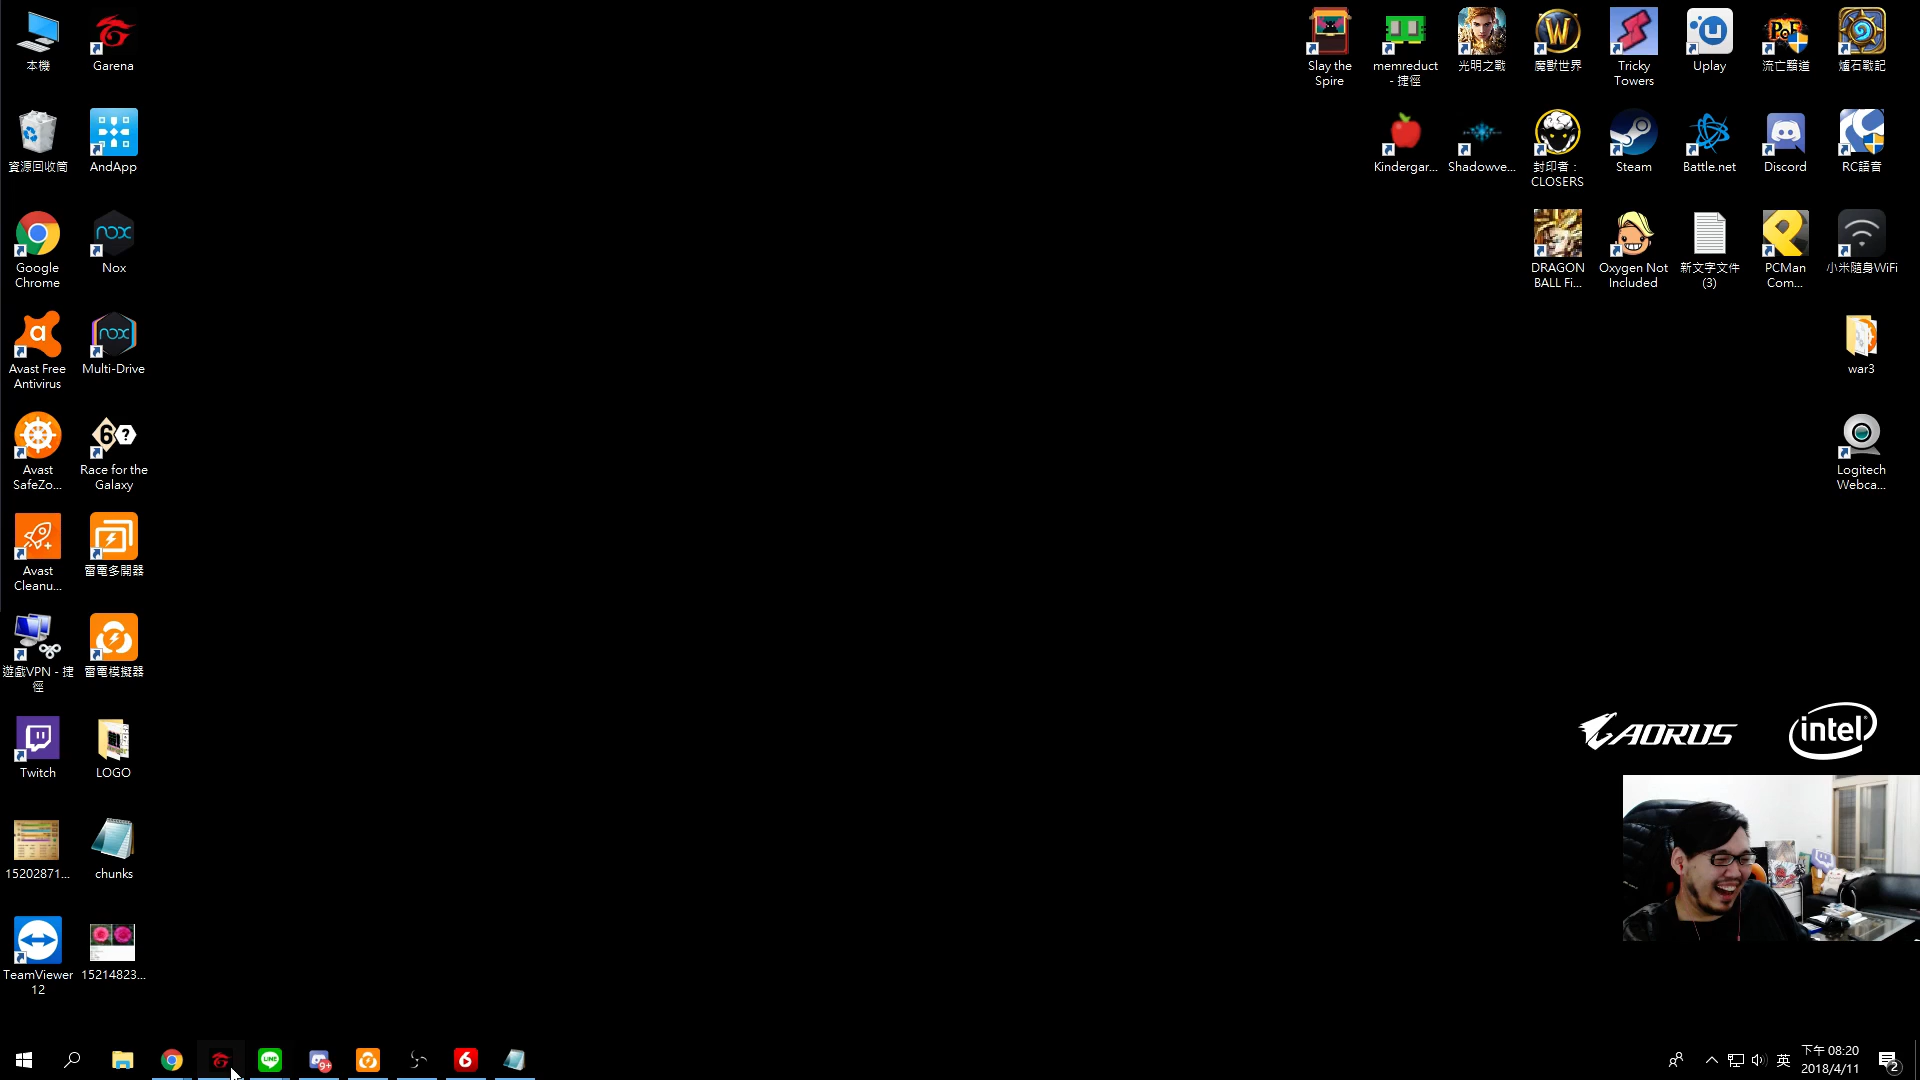 本機
Garena
資源回收筒
AndApp
Google
Chrome
Nox
Avast Free
Antivirus
Multi-Drive
Avast
SafeZo...
Race for the
Galaxy
Avast
Cleanu...
雷電多開器
遊戲VPN - 捷
徑
雷電模擬器
Twitch
LOGO
15202871...
chunks
TeamViewer
12
15214823...
Slay the
Spire
memreduct
- 捷徑
光明之戰
魔獸世界
Tricky
Towers
Uplay
流亡黯道
爐石戰記
Kindergar...
Shadowve...
封印者：
CLOSERS
Steam
Battle.net
Discord
RC語音
DRAGON
BALL Fi...
Oxygen Not
Included
新文字文件
(3)
PCMan
Com...
小米隨身WiFi
war3
Logitech
Webca...
AORUS
intel
LINE
9+
6
英
下午 08:20
2018/4/11
2